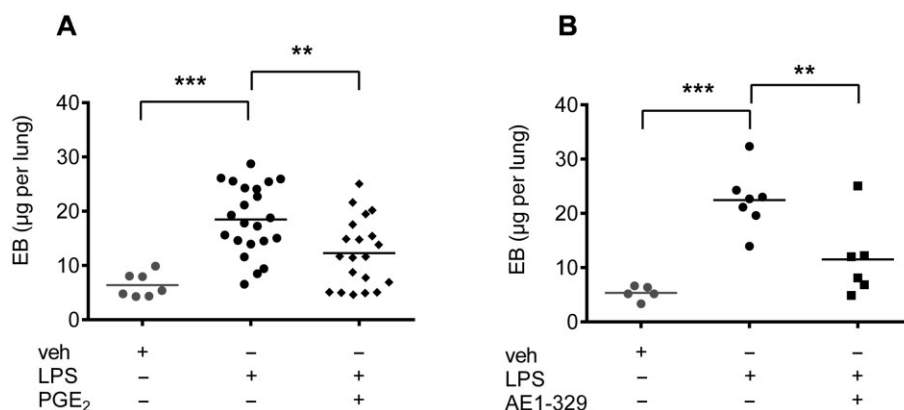 A
B
*** **
*** **
EB (µg per lung)
40
30
20
10
0
veh + – –
LPS – + +
PGE₂ – – +
EB (µg per lung)
40
30
20
10
0
veh + – –
LPS – + +
AE1-329 – – +